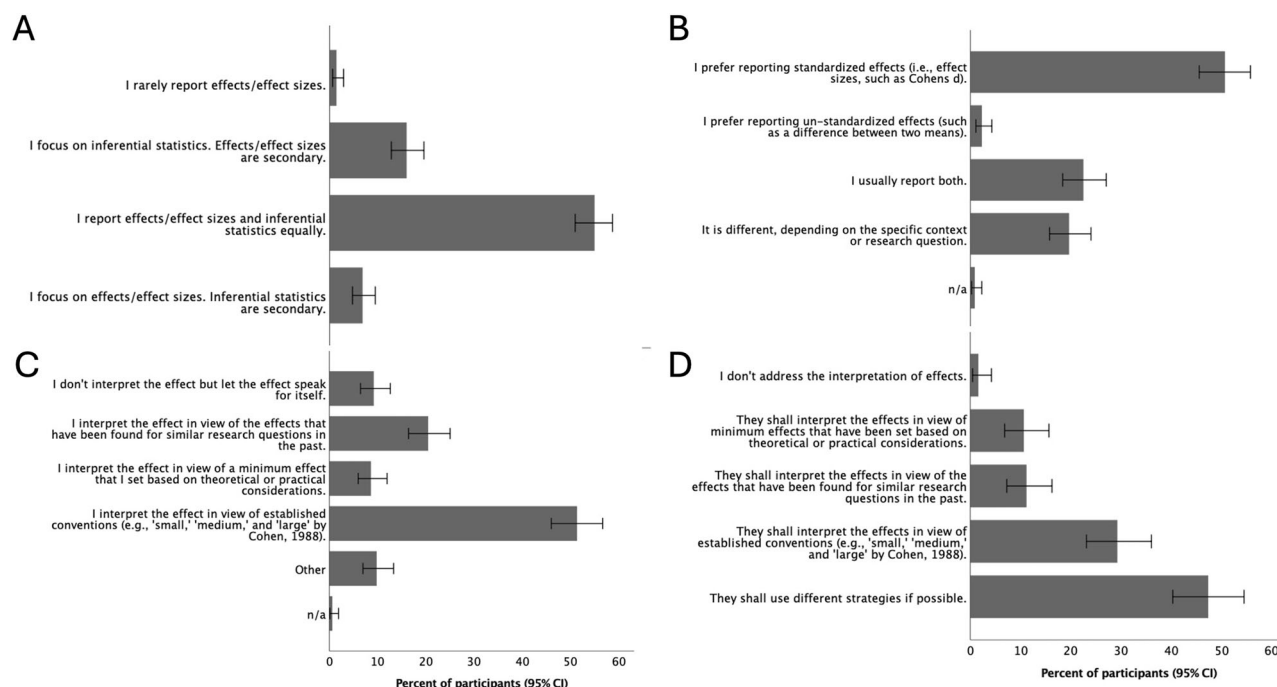 A
I rarely report effects/effect sizes.
I focus on inferential statistics. Effects/effect sizes
are secondary.
I report effects/effect sizes and inferential
statistics equally.
I focus on effects/effect sizes. Inferential statistics
are secondary.
B
I prefer reporting standardized effects (i.e., effect
sizes, such as Cohens d).
I prefer reporting un-standardized effects (such
as a difference between two means).
I usually report both.
It is different, depending on the specific context
or research question.
n/a
C
I don't interpret the effect but let the effect speak
for itself.
I interpret the effect in view of the effects that
have been found for similar research questions in
the past.
I interpret the effect in view of a minimum effect
that I set based on theoretical or practical
considerations.
I interpret the effect in view of established
conventions (e.g., 'small,' 'medium,' and 'large' by
Cohen, 1988).
Other
n/a
0 10 20 30 40 50 60
Percent of participants (95% CI)
D
I don't address the interpretation of effects.
They shall interpret the effects in view of
minimum effects that have been set based on
theoretical or practical considerations.
They shall interpret the effects in view of the
effects that have been found for similar research
questions in the past.
They shall interpret the effects in view of
established conventions (e.g., 'small,' 'medium,'
and 'large' by Cohen, 1988).
They shall use different strategies if possible.
0 10 20 30 40 50 60
Percent of participants (95% CI)